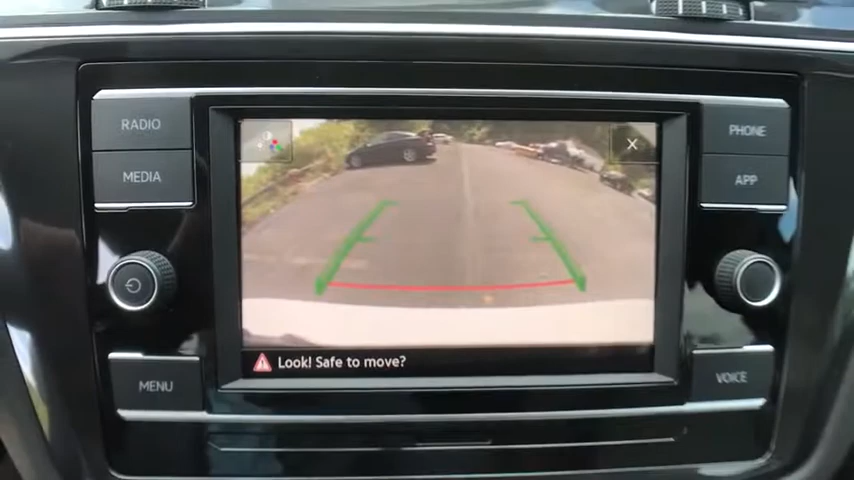 RADIO
MEDIA
MENU
Look! Safe to move?
PHONE
APP
VOICE